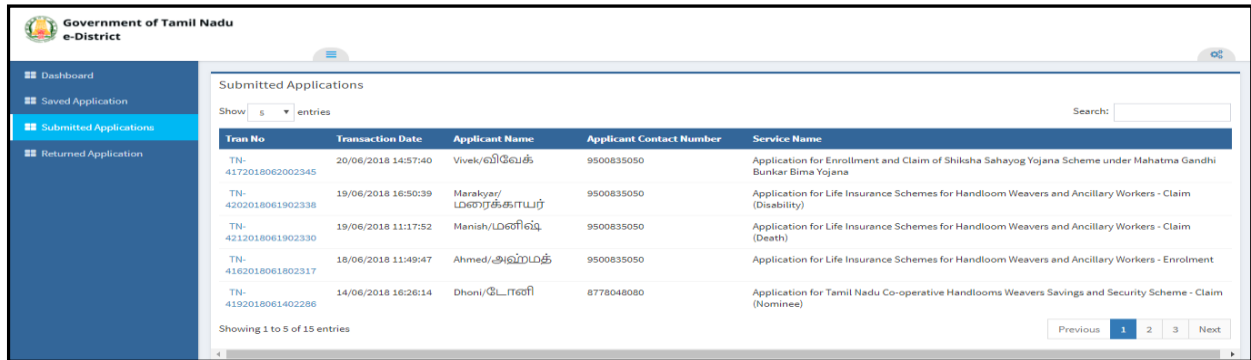 Government of Tamil Nadu
e-District
Dashboard
Saved Application
Submitted Applications
Returned Application
Submitted Applications
Show 5 entries
Search:
Tran No Transaction Date Applicant Name Applicant Contact Number Service Name
TN-
4172018062002345
20/06/2018 14:57:40
Vivek/விவேக்
9500835050
Application for Enrollment and Claim of Shiksha Sahayog Yojana Scheme under Mahatma Gandhi
Bunkar Bima Yojana
TN-
4202018061902338
19/06/2018 16:50:39
Marakyar/
மரைக்காயர்
9500835050
Application for Life Insurance Schemes for Handloom Weavers and Ancillary Workers - Claim
(Disability)
TN-
4212018061902330
19/06/2018 11:17:52
Manish/மனிஷ்
9500835050
Application for Life Insurance Schemes for Handloom Weavers and Ancillary Workers - Claim
(Death)
TN-
4162018061802317
18/06/2018 11:49:47
Ahmed/அஹ்மத்
9500835050
Application for Life Insurance Schemes for Handloom Weavers and Ancillary Workers - Enrolment
TN-
4192018061402286
14/06/2018 16:26:14
Dhoni/டோனி
8778048080
Application for Tamil Nadu Co-operative Handlooms Weavers Savings and Security Scheme - Claim
(Nominee)
Showing 1 to 5 of 15 entries
Previous 1 2 3 Next